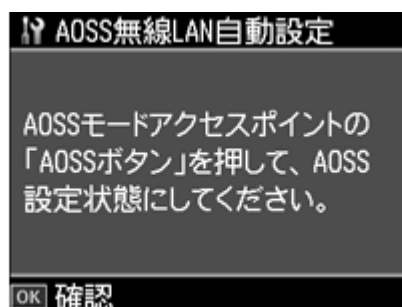 AOSS無線LAN自動設定
AOSSモードアクセスポイントの
「AOSSボタン」を押して、AOSS
設定状態にしてください。
OK 確認